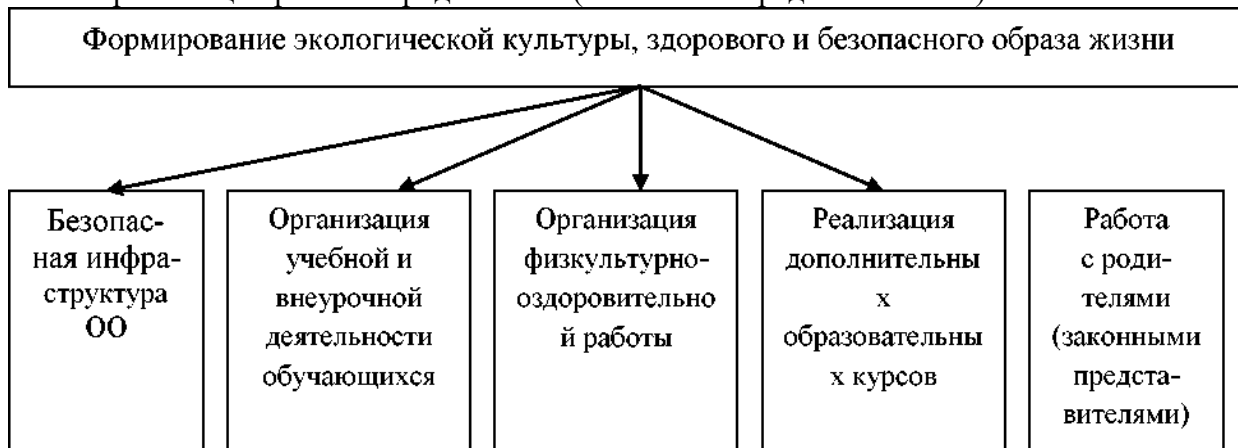 Формирование экологической культуры, здорового и безопасного образа жизни
Безопас-
ная инфра-
структура
ОО
Организация
учебной и
внеурочной
деятельности
обучающихся
Организация
физкультурно-
оздоровительно
й работы
Реализация
дополнительны
х
образовательны
х курсов
Работа
с роди-
телями
(законными
предста-
вителями)